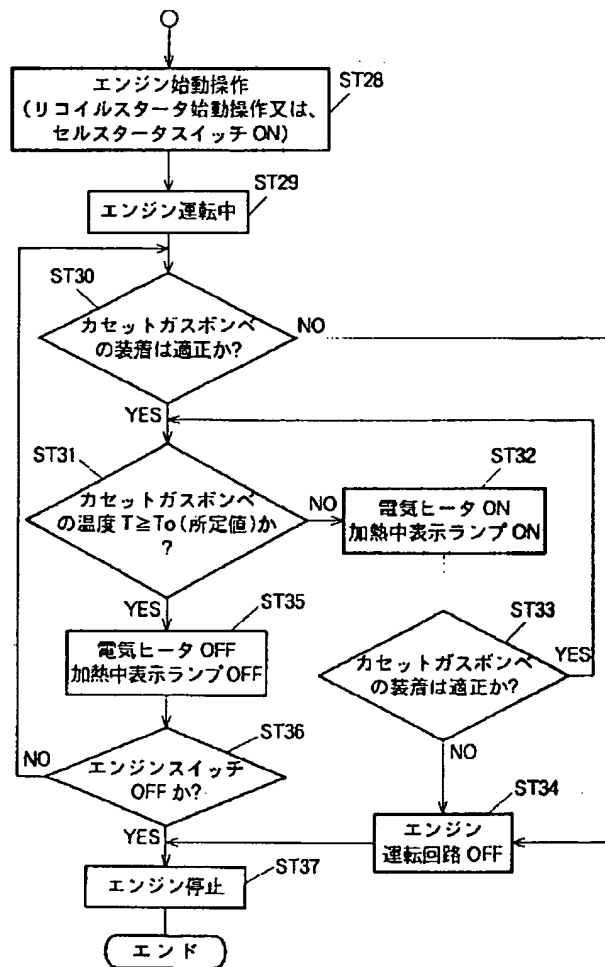 エンジン始動操作
(リコイルスタータ始動操作又は、
セルスタータスイッチ ON)
ST28
ST29
エンジン運転中
ST30
カセットガスボンベ
の装着は適正か?
NO
YES
ST31
カセットガスボンベ
の温度 T≧To(所定値)か
?
NO
ST32
電気ヒータ ON
加熱中表示ランプ ON
YES
ST35
電気ヒータ OFF
加熱中表示ランプ OFF
ST33
カセットガスボンベ
の装着は適正か?
YES
NO
ST36
エンジンスイッチ
OFF か?
NO
YES
ST34
エンジン
運転回路 OFF
ST37
エンジン停止
エンド